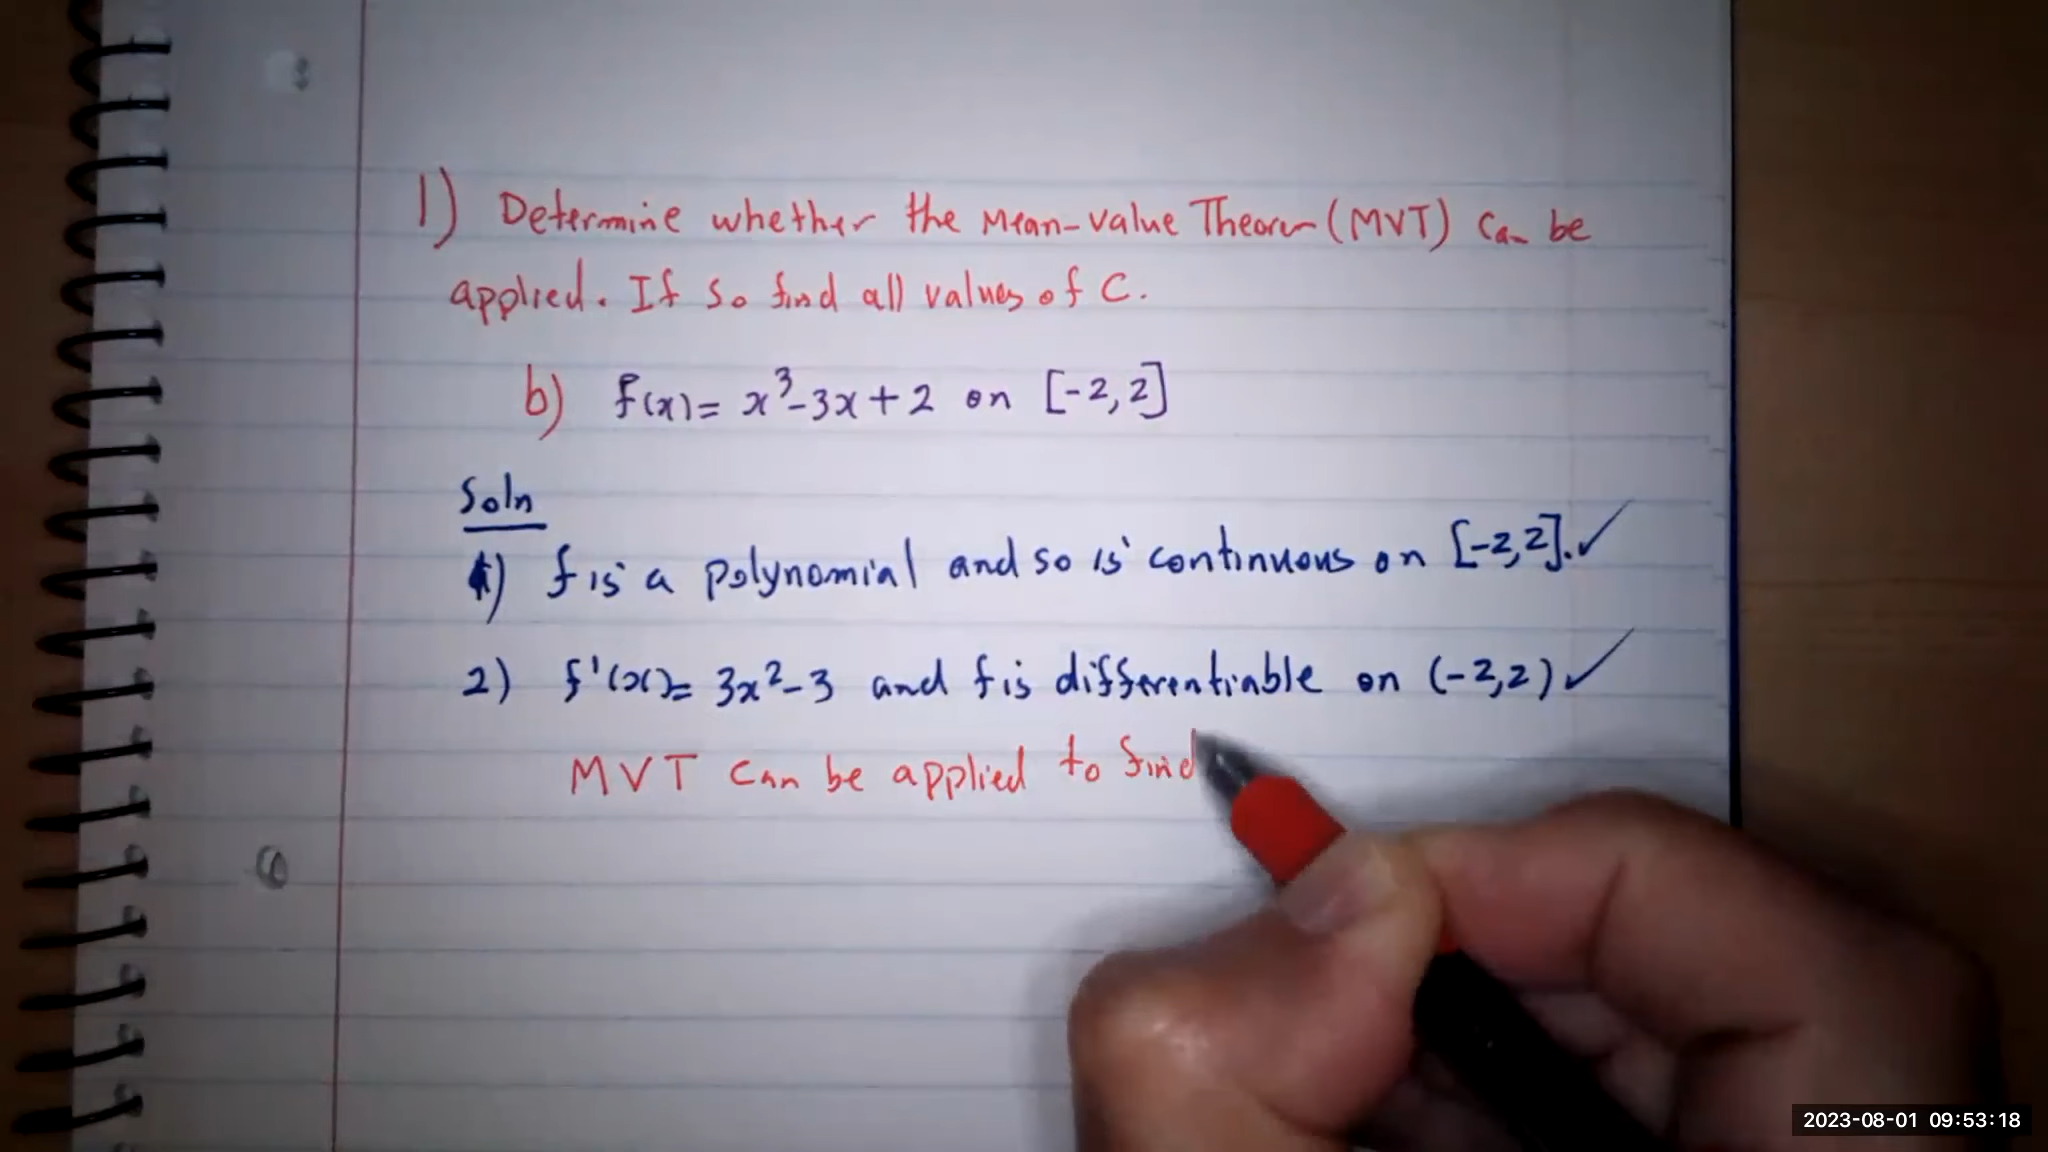 1) Determine whether the Mean-value Theorem (MVT) can be
applied. If so find all values of C.
b) f(x) = x³-3x+2 on [-2,2]
Soln
1) f is a polynomial and so is continuous on [-2,2]. ✓
2) f'(x) = 3x²-3 and f is differentiable on (-2,2) ✓
MVT can be applied to find
2023-08-01 09:53:18